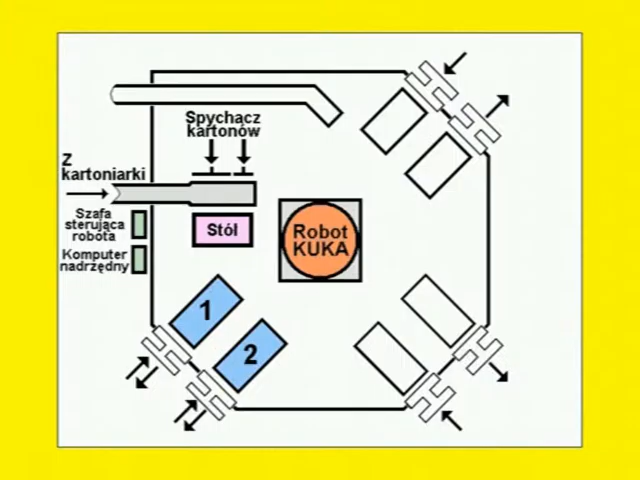 Spychacz
kartonów
Z
kartoniarki
Szafa
sterująca
robota
Stół
Robot
KUKA
Komputer
nadrzędny
1
2